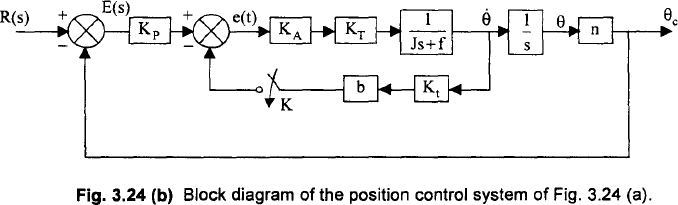 R(s) + − E(s) K_P + − e(t) K_A K_T 1/(Js+f) θ̇ 1/s θ n θ_c
K b K_t
Fig. 3.24 (b) Block diagram of the position control system of Fig. 3.24 (a).